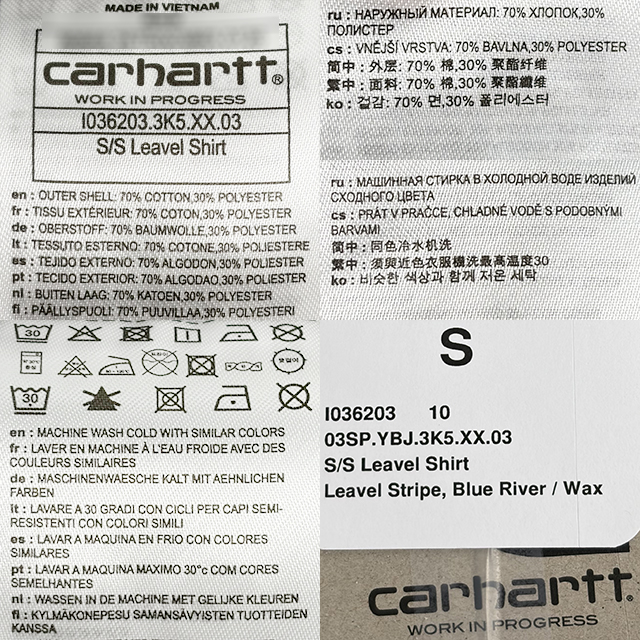 MADE IN VIETNAM
carhartt®
WORK IN PROGRESS
I036203.3K5.XX.03
S/S Leavel Shirt
en : OUTER SHELL: 70% COTTON,30% POLYESTER
fr : TISSU EXTÉRIEUR: 70% COTON,30% POLYESTER
de : OBERSTOFF: 70% BAUMWOLLE,30% POLYESTER
it : TESSUTO ESTERNO: 70% COTONE,30% POLIESTERE
es : TEJIDO EXTERNO: 70% ALGODON,30% POLYESTER
pt : TECIDO EXTERIOR: 70% ALGODAO,30% POLYESTER
nl : BUITEN LAAG: 70% KATOEN,30% POLYESTER
fi : PÄÄLLYSPUOLI: 70% PUUVILLAA,30% POLYESTERI
ru : НАРУЖНЫЙ МАТЕРИАЛ: 70% ХЛОПОК,30%
ПОЛИСТЕР
cs : VNĚJŠÍ VRSTVA: 70% BAVLNA,30% POLYESTER
简中 : 外层: 70% 棉,30% 聚酯纤维
繁中 : 面料: 70% 棉,30% 聚酯纖維
ko : 겉감: 70% 면,30% 폴리에스터
ru : МАШИННАЯ СТИРКА В ХОЛОДНОЙ ВОДЕ ИЗДЕЛИЙ
СХОДНОГО ЦВЕТА
cs : PRÁT V PRAČCE, CHLADNÉ VODĚ S PODOBNÝMI
BARVAMI
简中 : 同色冷水机洗
繁中 : 須與近色衣服機洗最高溫度30
ko : 비슷한 색상과 함께 저온 세탁
30 30
30
en : MACHINE WASH COLD WITH SIMILAR COLORS
fr : LAVER EN MACHINE À L'EAU FROIDE AVEC DES
COULEURS SIMILAIRES
de : MASCHINENWAESCHE KALT MIT AEHNLICHEN
FARBEN
it : LAVARE A 30 GRADI CON CICLI PER CAPI SEMI-
RESISTENTI CON COLORI SIMILI
es : LAVAR A MAQUINA EN FRIO CON COLORES
SIMILARES
pt : LAVAR A MAQUINA MAXIMO 30°c COM CORES
SEMELHANTES
nl : WASSEN IN DE MACHINE MET GELIJKE KLEUREN
fi : KYLMÄKONEPESU SAMANSÄVYISTEN TUOTTEIDEN
KANSSA
S
I036203 10
03SP.YBJ.3K5.XX.03
S/S Leavel Shirt
Leavel Stripe, Blue River / Wax
carhartt.
WORK IN PROGRESS